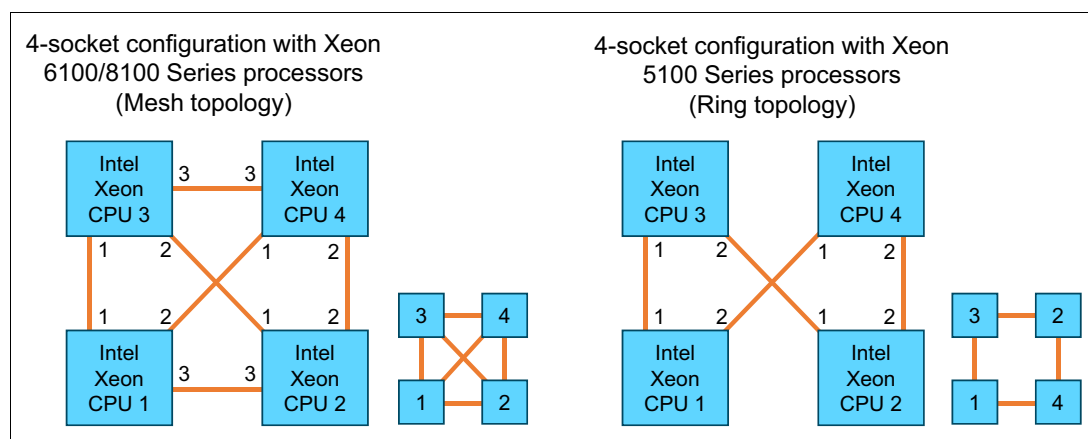 4-socket configuration with Xeon
6100/8100 Series processors
(Mesh topology)
Intel
Xeon
CPU 3
3
3
Intel
Xeon
CPU 4
1
2
1
2
1
2
1
2
Intel
Xeon
CPU 1
3
3
Intel
Xeon
CPU 2
3
4
1
2
4-socket configuration with Xeon
5100 Series processors
(Ring topology)
Intel
Xeon
CPU 3
Intel
Xeon
CPU 4
1
2
1
2
1
2
1
2
Intel
Xeon
CPU 1
Intel
Xeon
CPU 2
3
2
1
4